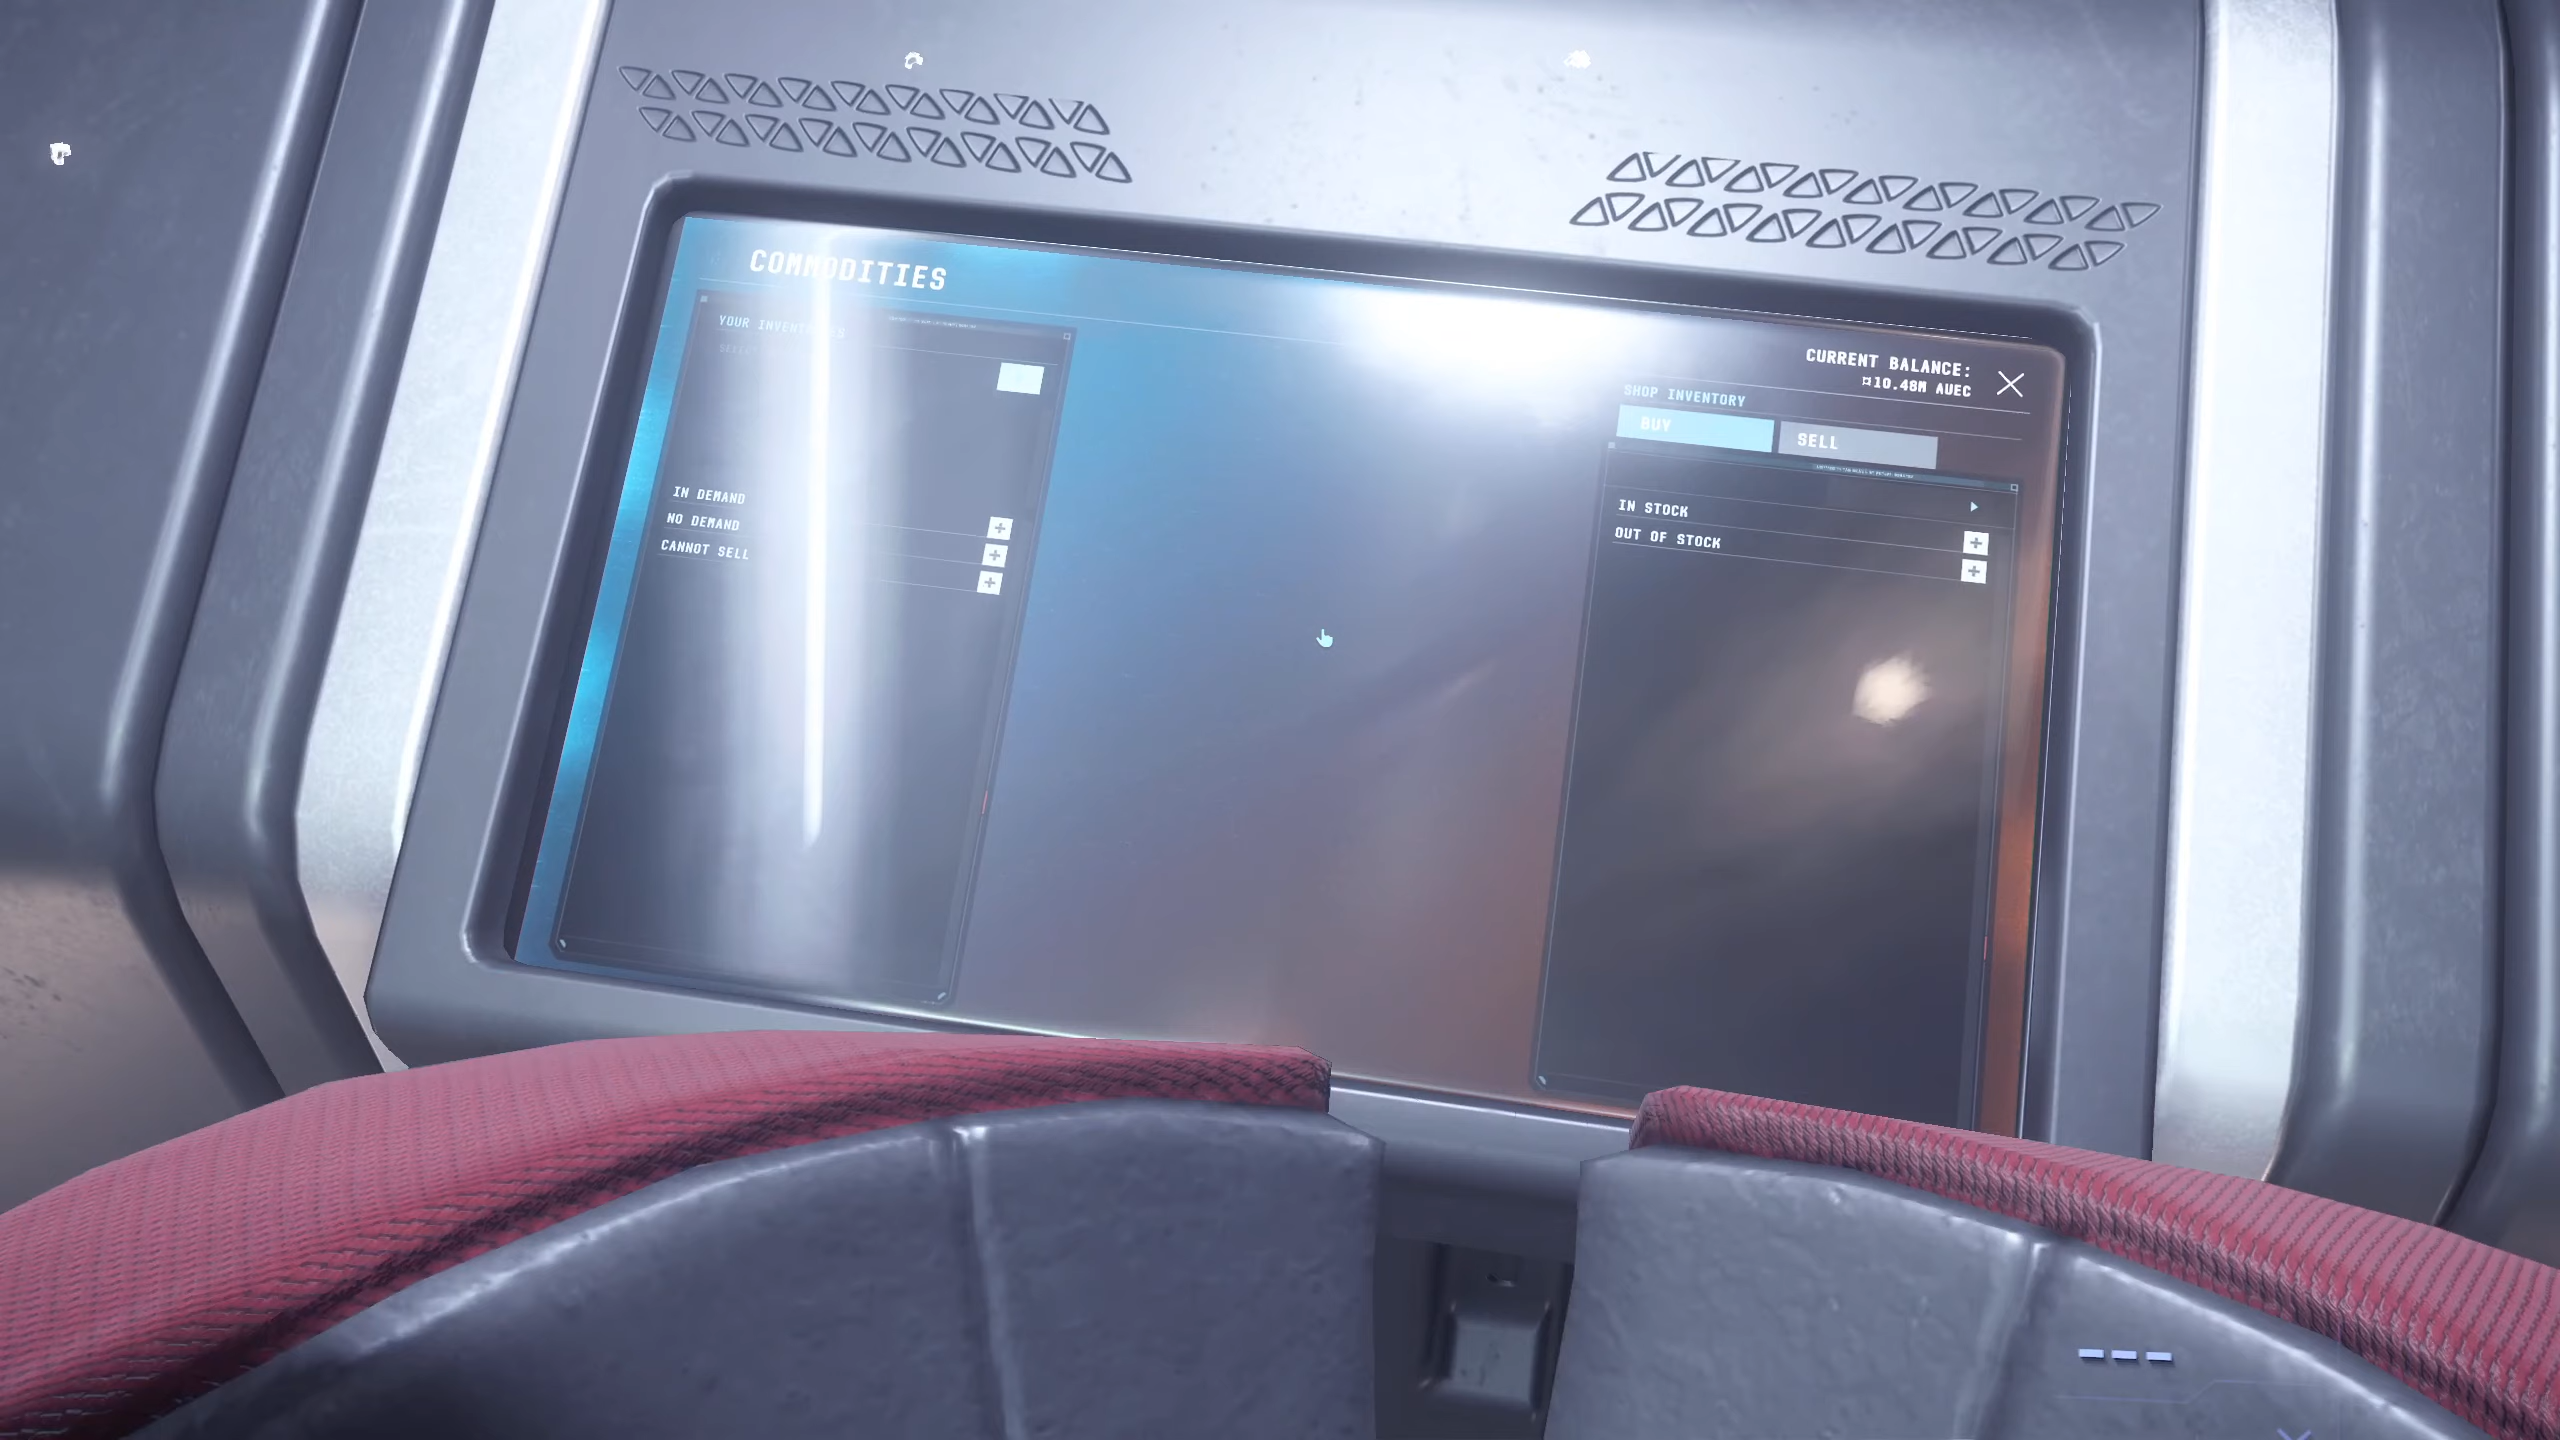 COMMODITIES
YOUR INVENTORIES
IN DEMAND
NO DEMAND
CANNOT SELL
CURRENT BALANCE:
¤10.48M AUEC
SHOP INVENTORY
BUY
SELL
IN STOCK
OUT OF STOCK